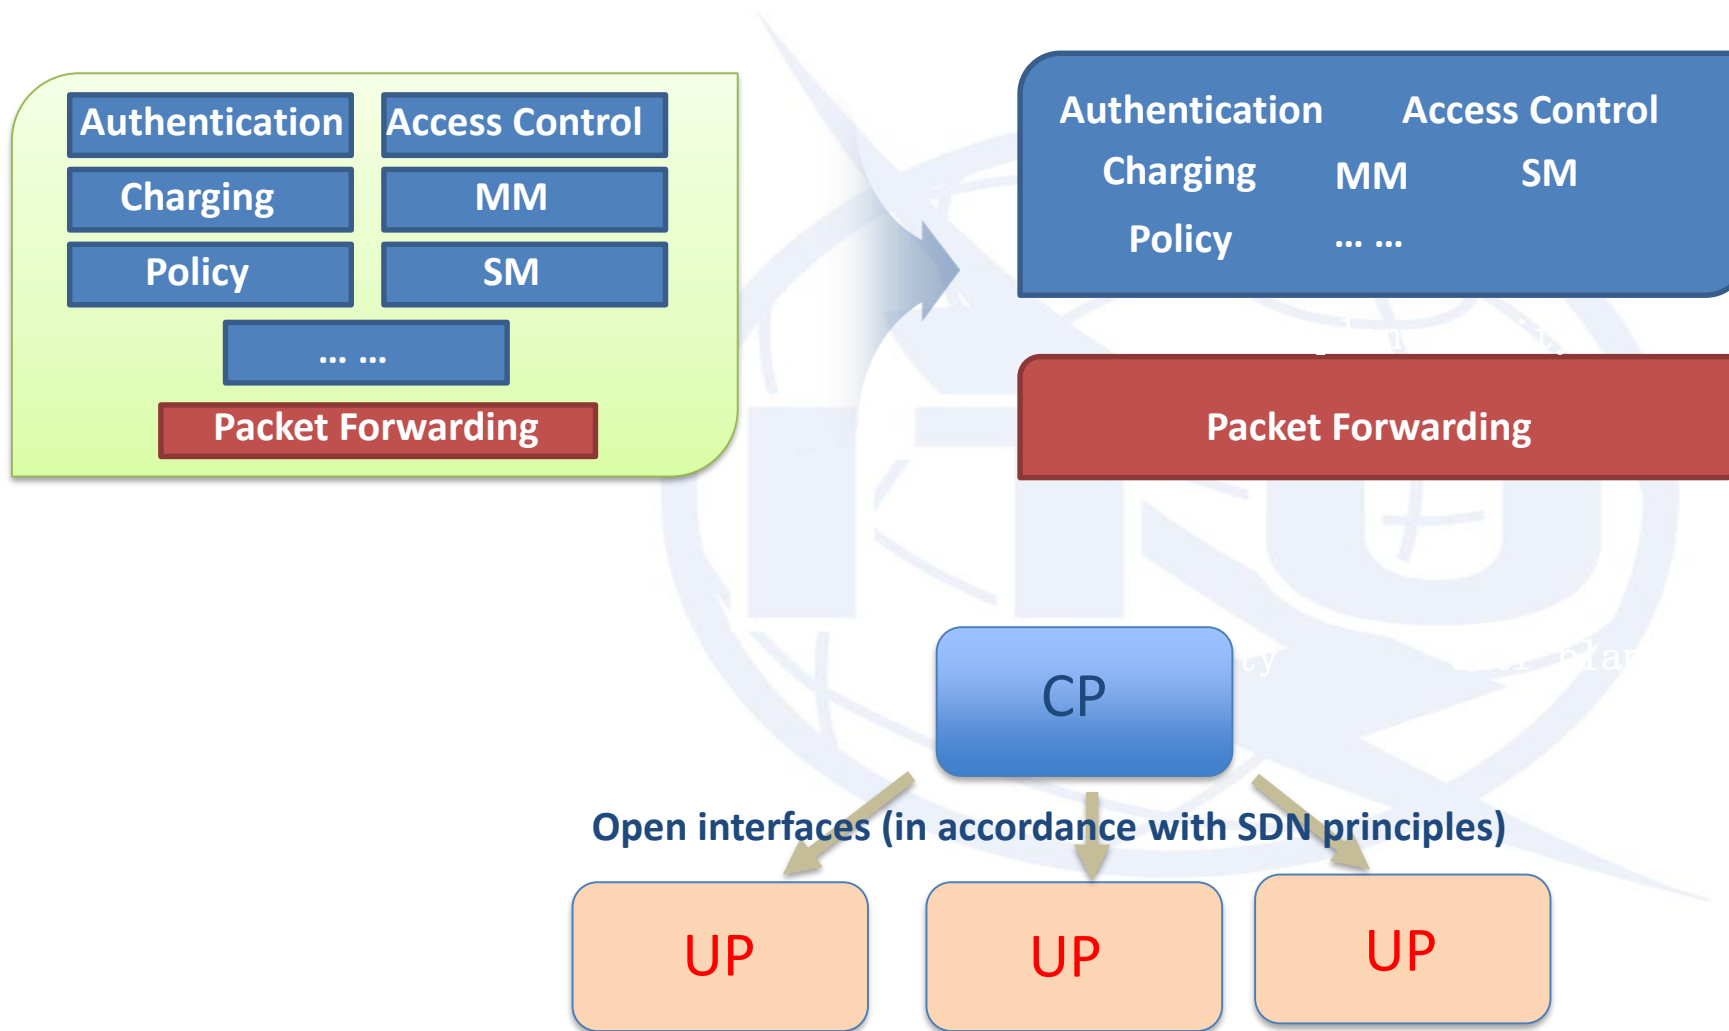 Authentication Access Control
Charging MM
Policy SM
... ...
Packet Forwarding
Authentication Access Control
Charging MM SM
Policy ... ...
Packet Forwarding
ITU
CP
Open interfaces (in accordance with SDN principles)
UP UP UP